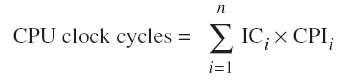 n
CPU clock cycles = ∑ ICᵢ × CPIᵢ
i=1